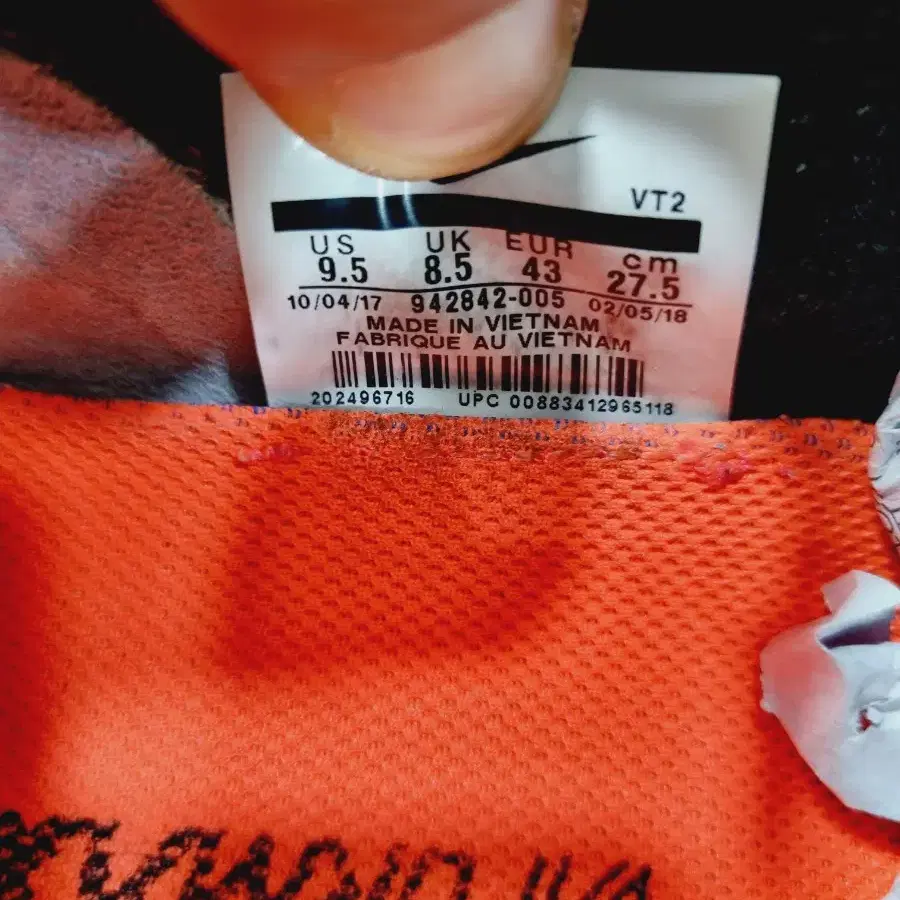 VT2
US UK EUR cm
9.5 8.5 43 27.5
10/04/17 942842-005 02/05/18
MADE IN VIETNAM
FABRIQUE AU VIETNAM
202496716 UPC 00883412965118